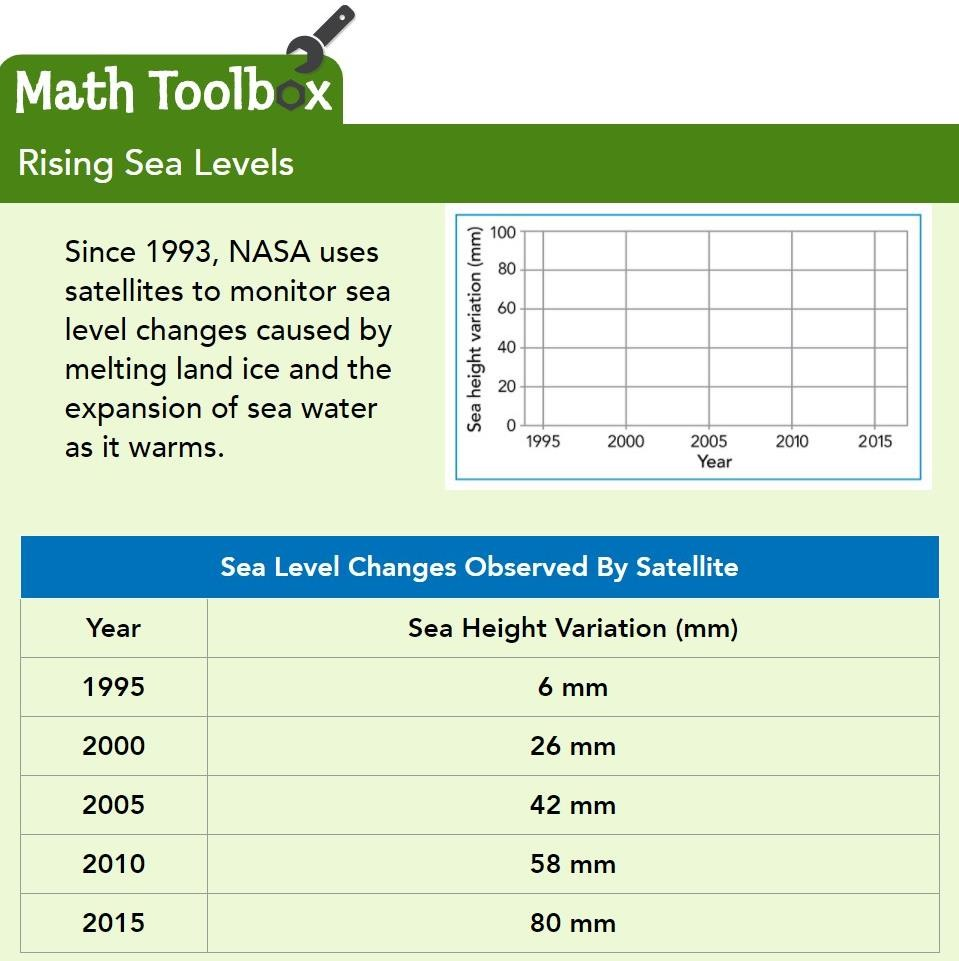 Math Toolbox
Rising Sea Levels
Since 1993, NASA uses
satellites to monitor sea
level changes caused by
melting land ice and the
expansion of sea water
as it warms.
Sea height variation (mm)
100
80
60
40
20
0
1995 2000 2005 2010 2015
Year
Sea Level Changes Observed By Satellite
Year Sea Height Variation (mm)
1995 6 mm
2000 26 mm
2005 42 mm
2010 58 mm
2015 80 mm